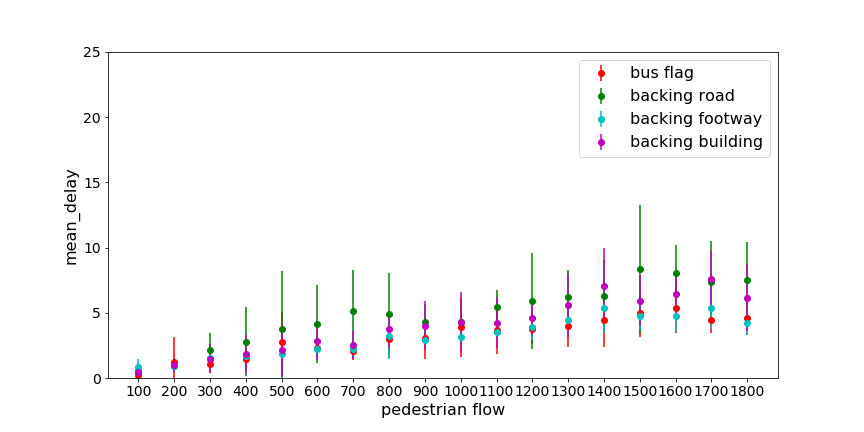 25
20
15
10
5
0
mean_delay
bus flag
backing road
backing footway
backing building
100 200 300 400 500 600 700 800 900 1000 1100 1200 1300 1400 1500 1600 1700 1800
pedestrian flow